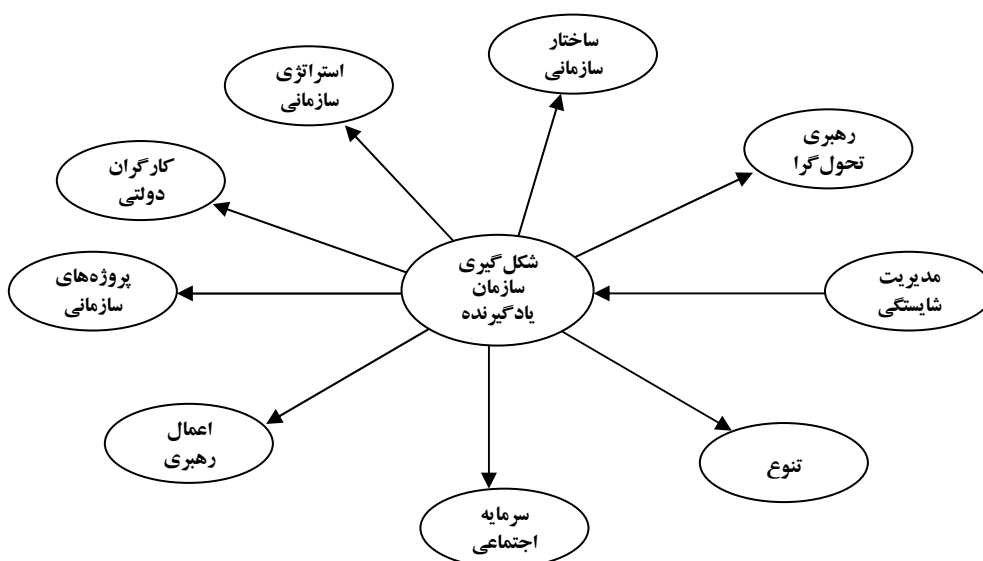 ساختار
سازمانی
استراتژی
سازمانی
رهبری
تحول‌گرا
کارگران
دولتی
شکل‌گیری
سازمان
یادگیرنده
مدیریت
شایستگی
پروژه‌های
سازمانی
اعمال
رهبری
تنوع
سرمایه
اجتماعی